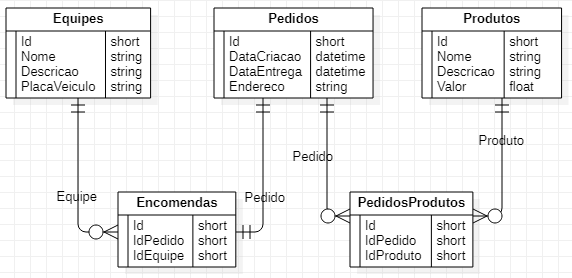 Equipes
Id short
Nome string
Descricao string
PlacaVeiculo string
Pedidos
Id short
DataCriacao datetime
DataEntrega datetime
Endereco string
Produtos
Id short
Nome string
Descricao string
Valor float
Equipe
Pedido
Pedido
Produto
Encomendas
Id short
IdPedido short
IdEquipe short
PedidosProdutos
Id short
IdPedido short
IdProduto short